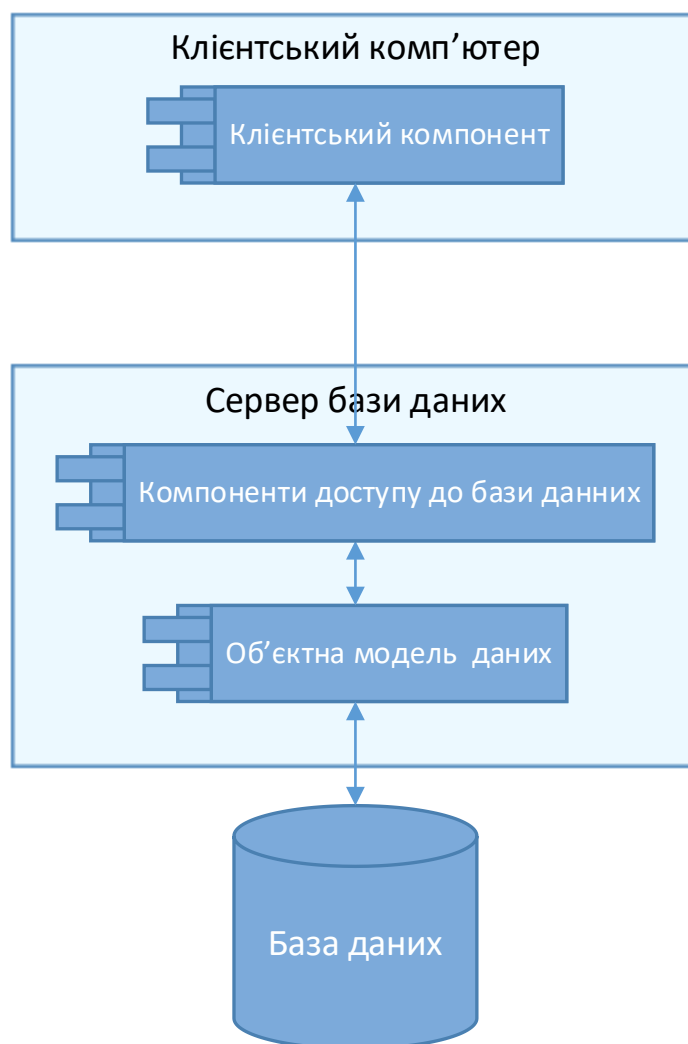 Клієнтський комп’ютер
Клієнтський компонент
Сервер бази даних
Компоненти доступу до бази данних
Об’єктна модель даних
База даних